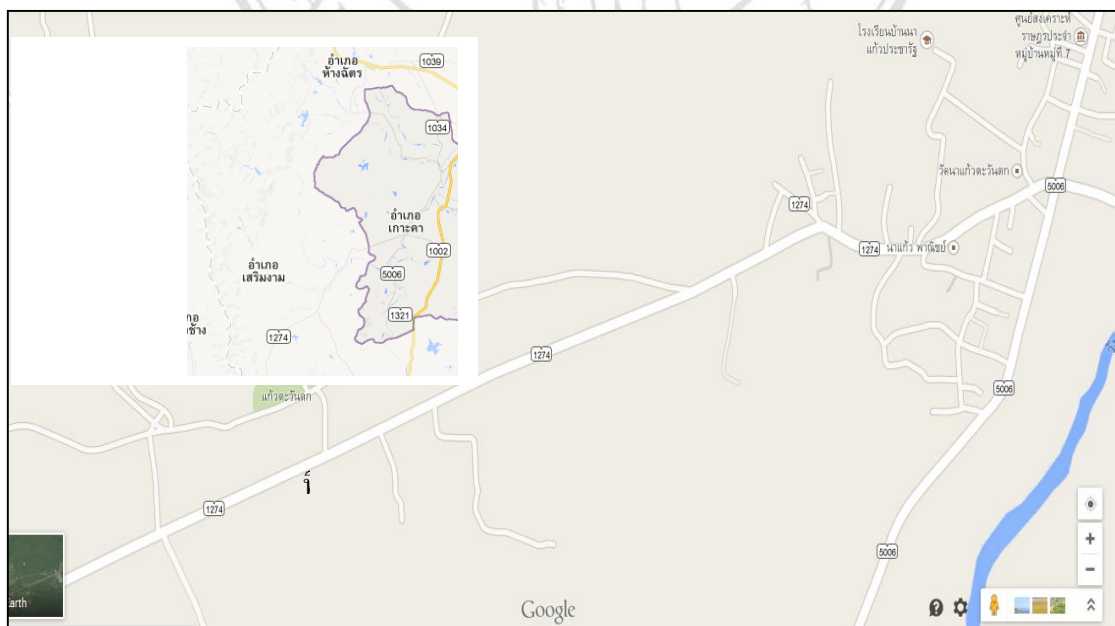 ศูนย์สงเคราะห์
ราษฎรประจำ
หมู่บ้านหมู่ที่ 7
โรงเรียนบ้านนา
แก้วประชารัฐ
อำเภอ
ห้างฉัตร
1039
1034
อำเภอ
เกาะคา
1002
อำเภอ
เสริมงาม
5006
1321
1274
วัดนาแก้วตะวันตก
5006
1274
1274
นาแก้ว พาณิชย์
1274
5006
แก้วตะวันตก
1274
5006
Earth
Google